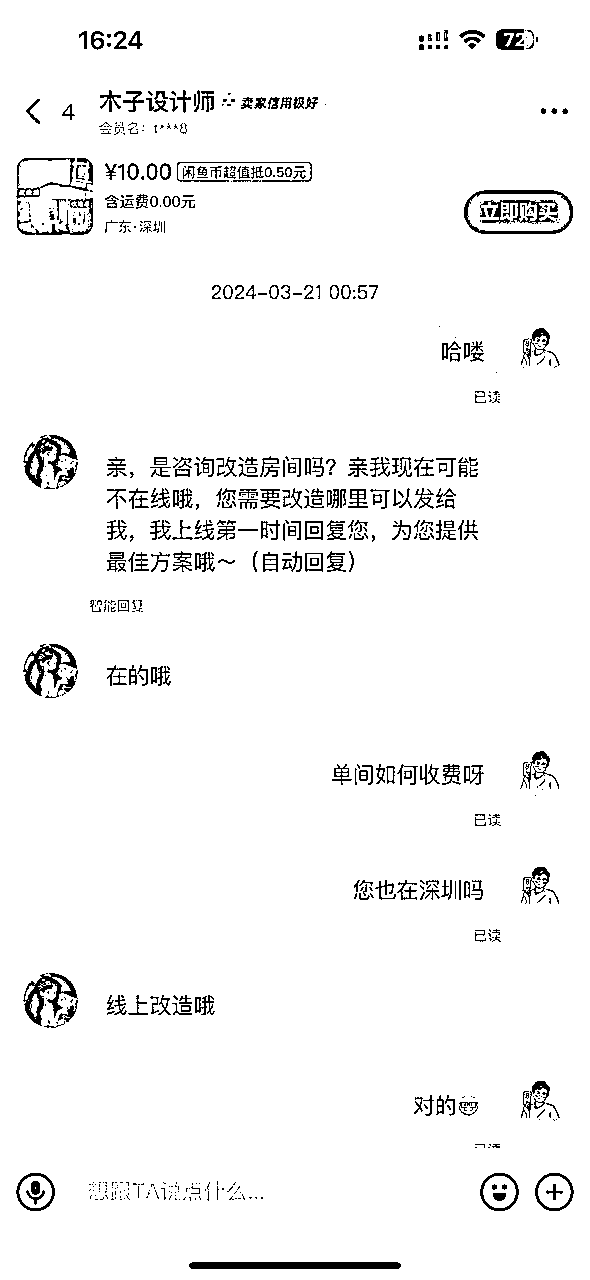 16:24
72
4
木子设计师
卖家信用极好
会员名：t***8
¥10.00
闲鱼币超值抵0.50元
含运费0.00元
立即购买
广东·深圳
2024-03-21 00:57
哈喽
已读
亲，是咨询改造房间吗？亲我现在可能
不在线哦，您需要改造哪里可以发给
我，我上线第一时间回复您，为您提供
最佳方案哦～（自动回复）
智能回复
在的哦
单间如何收费呀
已读
您也在深圳吗
已读
线上改造哦
对的
想跟TA说点什么...